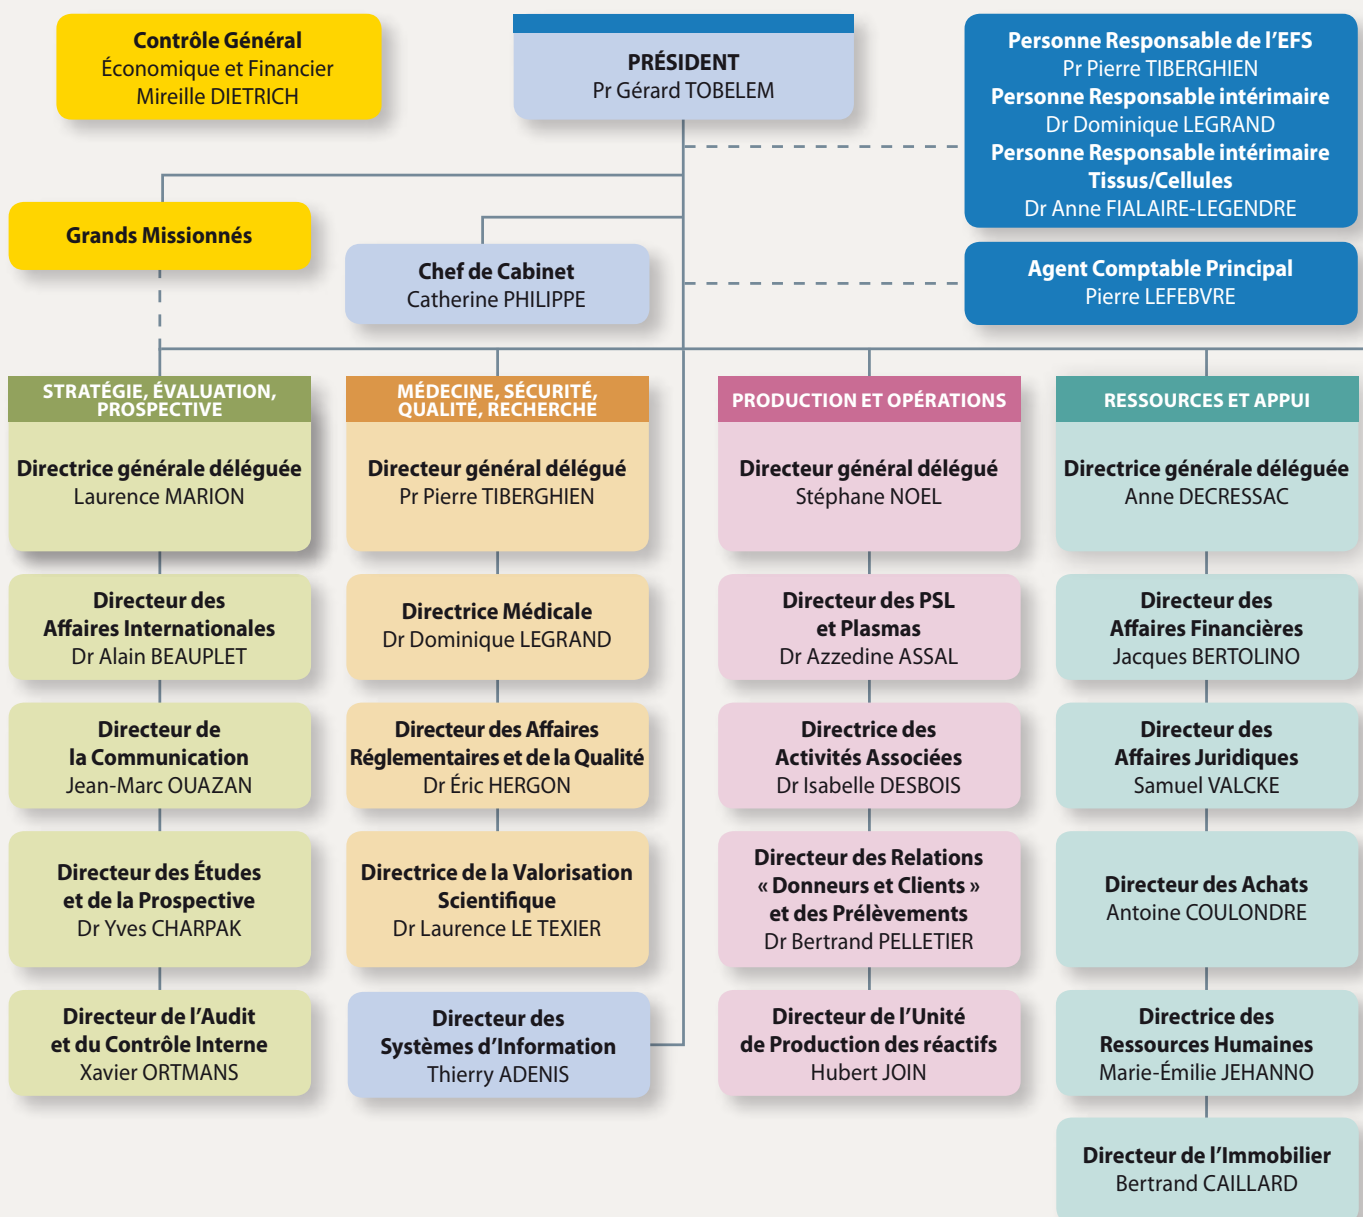 Contrôle Général
Économique et Financier
Mireille DIETRICH
PRÉSIDENT
Pr Gérard TOBELEM
Personne Responsable de l’EFS
Pr Pierre TIBERGHIEN
Personne Responsable intérimaire
Dr Dominique LEGRAND
Personne Responsable intérimaire
Tissus/Cellules
Dr Anne FIALAIRE-LEGENDRE
Grands Missionnés
Chef de Cabinet
Catherine PHILIPPE
Agent Comptable Principal
Pierre LEFEBVRE
STRATÉGIE, ÉVALUATION,
PROSPECTIVE
Directrice générale déléguée
Laurence MARION
Directeur des
Affaires Internationales
Dr Alain BEAUPLET
Directeur de
la Communication
Jean-Marc OUAZAN
Directeur des Études
et de la Prospective
Dr Yves CHARPAK
Directeur de l’Audit
et du Contrôle Interne
Xavier ORTMANS
MÉDECINE, SÉCURITÉ,
QUALITÉ, RECHERCHE
Directeur général délégué
Pr Pierre TIBERGHIEN
Directrice Médicale
Dr Dominique LEGRAND
Directeur des Affaires
Réglementaires et de la Qualité
Dr Éric HERGON
Directrice de la Valorisation
Scientifique
Dr Laurence LE TEXIER
Directeur des
Systèmes d’Information
Thierry ADENIS
PRODUCTION ET OPÉRATIONS
Directeur général délégué
Stéphane NOEL
Directeur des PSL
et Plasmas
Dr Azzedine ASSAL
Directrice des
Activités Associées
Dr Isabelle DESBOIS
Directeur des Relations
« Donneurs et Clients »
et des Prélèvements
Dr Bertrand PELLETIER
Directeur de l’Unité
de Production des réactifs
Hubert JOIN
RESSOURCES ET APPUI
Directrice générale déléguée
Anne DECRESSAC
Directeur des
Affaires Financières
Jacques BERTOLINO
Directeur des
Affaires Juridiques
Samuel VALCKE
Directeur des Achats
Antoine COULONDRE
Directrice des
Ressources Humaines
Marie-Émilie JEHANNO
Directeur de l’Immobilier
Bertrand CAILLARD